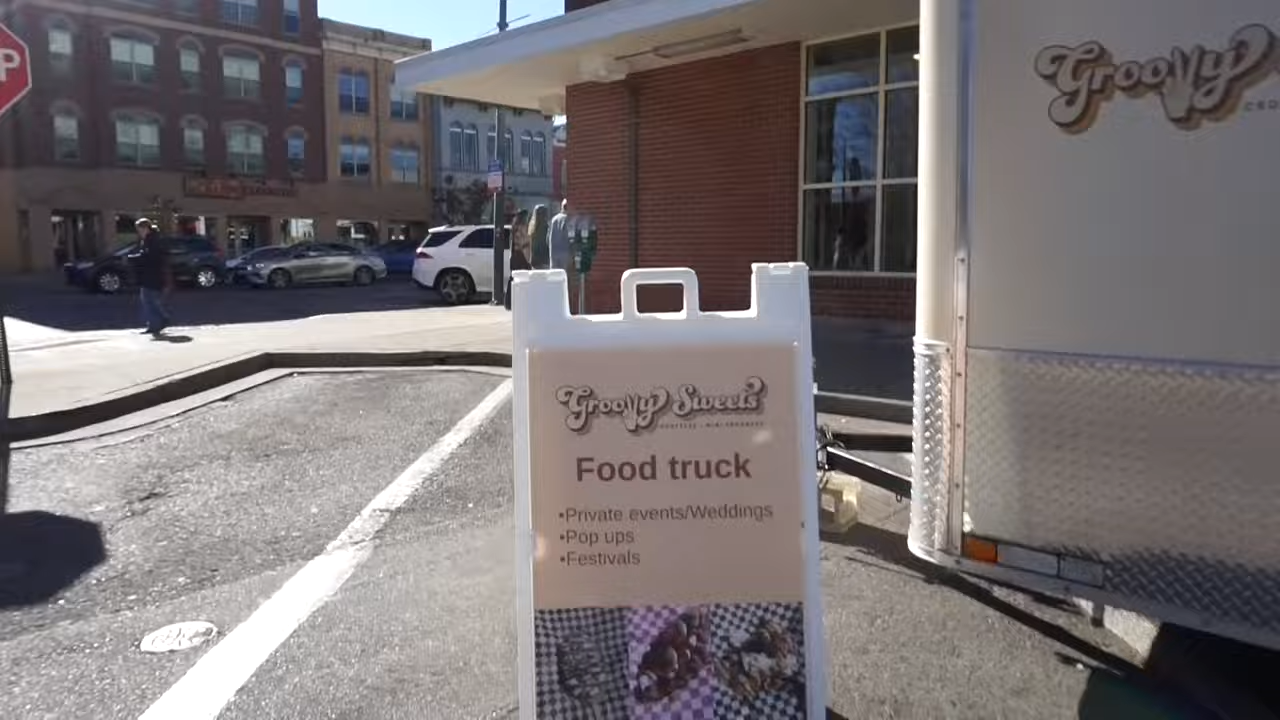 P
Groovy
Groovy Sweets
Food truck
•Private events/Weddings
•Pop ups
•Festivals